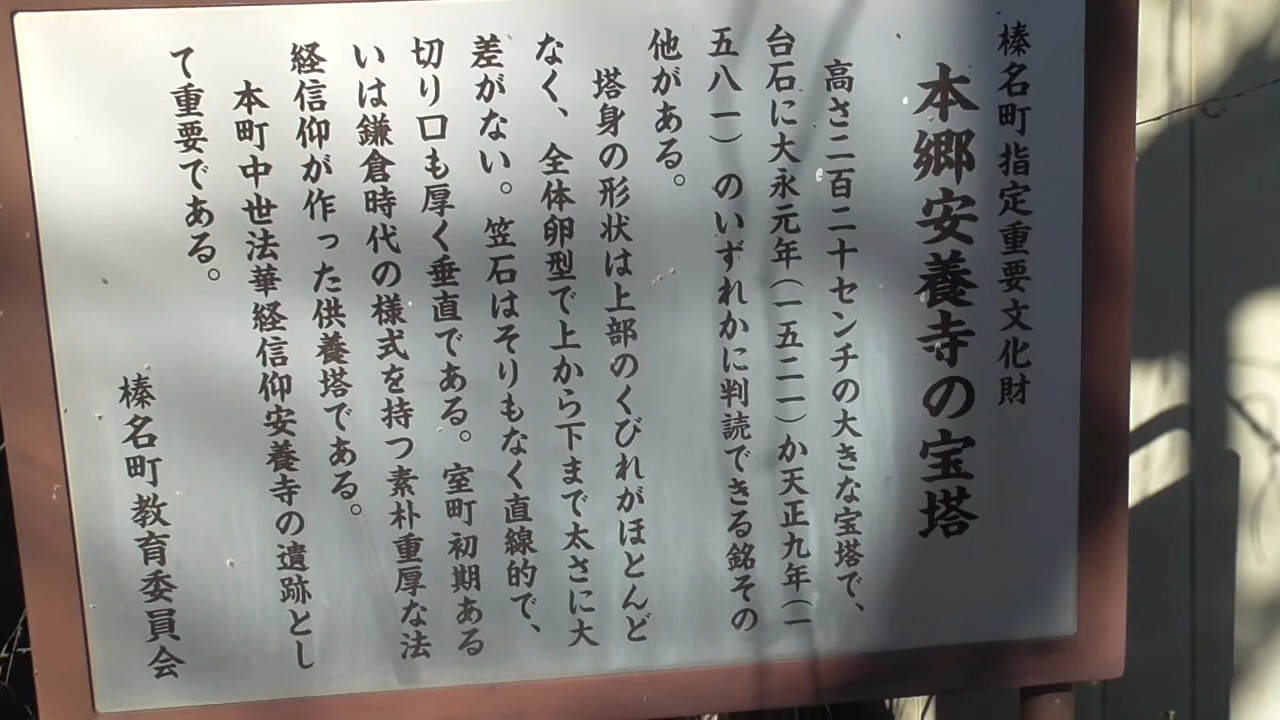 榛名町指定重要文化財
本郷安養寺の宝塔
高さ二百二十センチの大きな宝塔で、
台石に大永元年（一五二一）か天正九年（一
五八一）のいずれかに判読できる銘その
他がある。
塔身の形状は上部のくびれがほとんど
なく、全体卵型で上から下まで太さに大
差がない。笠石はそりもなく直線的で、
切り口も厚く垂直である。室町初期ある
いは鎌倉時代の様式を持つ素朴重厚な法
経信仰が作った供養塔である。
本町中世法華経信仰安養寺の遺跡とし
て重要である。
榛名町教育委員会